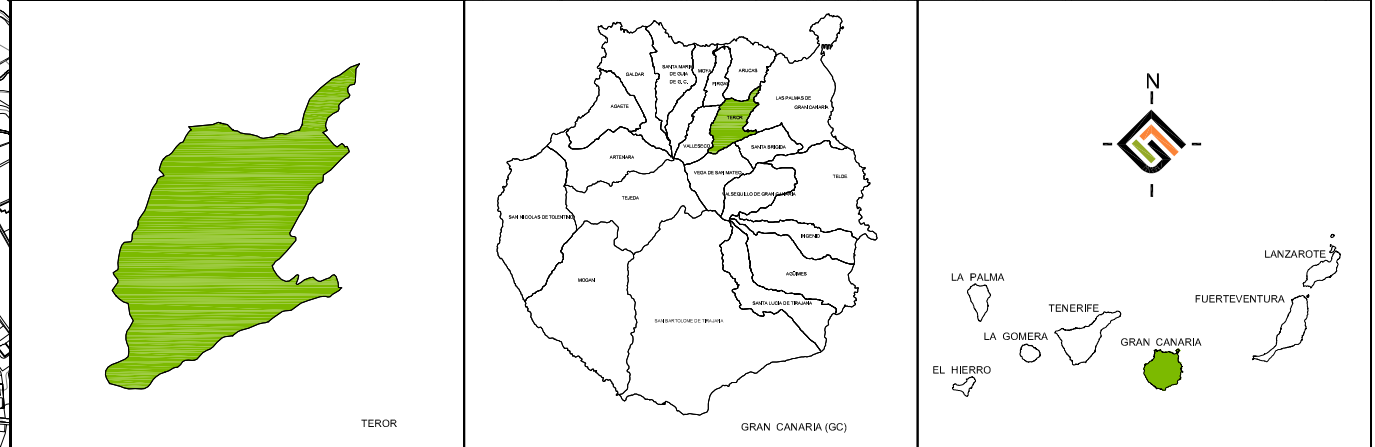 TEROR
GALDAR
SANTA MARIA
DE GUIA
DE G. C.
MOYA
FIRGAS
ARUCAS
LAS PALMAS DE
GRAN CANARIA
AGAETE
TEROR
VALLESECO
SANTA BRIGIDA
ARTENARA
VEGA DE SAN MATEO
TELDE
TEJEDA
VALSEQUILLO DE GRAN CANARIA
SAN NICOLAS DE TOLENTINO
INGENIO
MOGAN
AGÜIMES
SANTA LUCIA DE TIRAJANA
SAN BARTOLOME DE TIRAJANA
GRAN CANARIA (GC)
N
LANZAROTE
LA PALMA
FUERTEVENTURA
TENERIFE
LA GOMERA
GRAN CANARIA
EL HIERRO